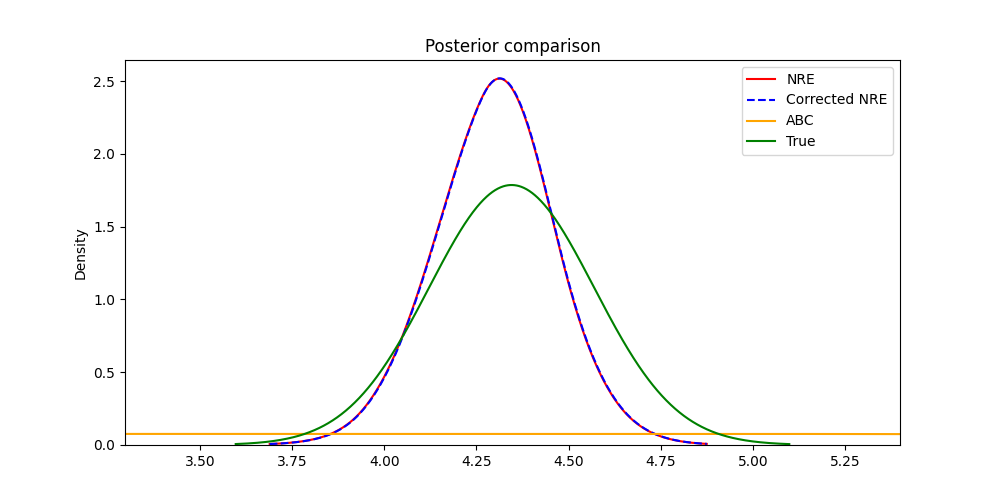 Posterior comparison
NRE
Corrected NRE
ABC
True
Density
2.5
2.0
1.5
1.0
0.5
0.0
3.50 3.75 4.00 4.25 4.50 4.75 5.00 5.25